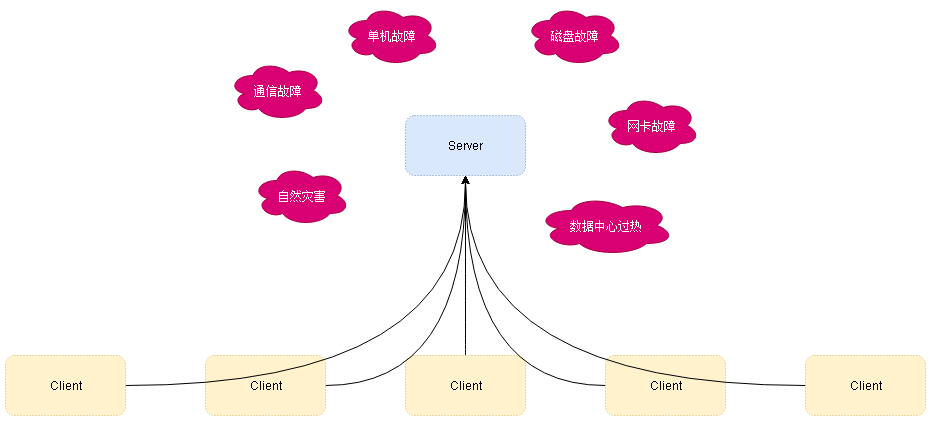 单机故障
磁盘故障
通信故障
网卡故障
Server
自然灾害
数据中心过热
Client
Client
Client
Client
Client